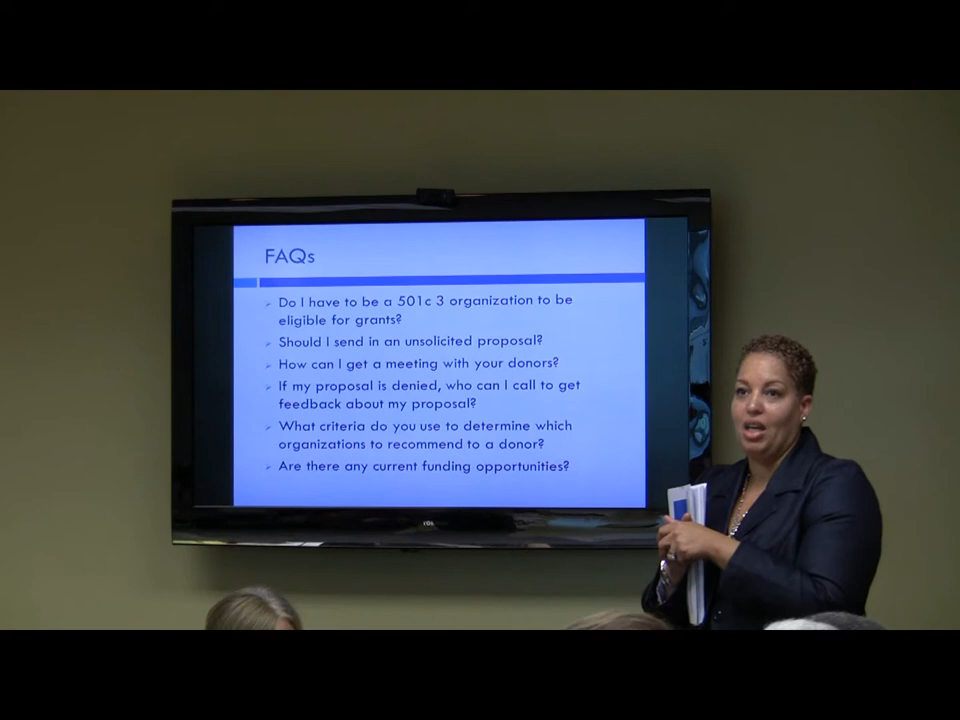 FAQs
Do I have to be a 501c 3 organization to be
eligible for grants?
Should I send in an unsolicited proposal?
How can I get a meeting with your donors?
If my proposal is denied, who can I call to get
feedback about my proposal?
What criteria do you use to determine which
organizations to recommend to a donor?
Are there any current funding opportunities?